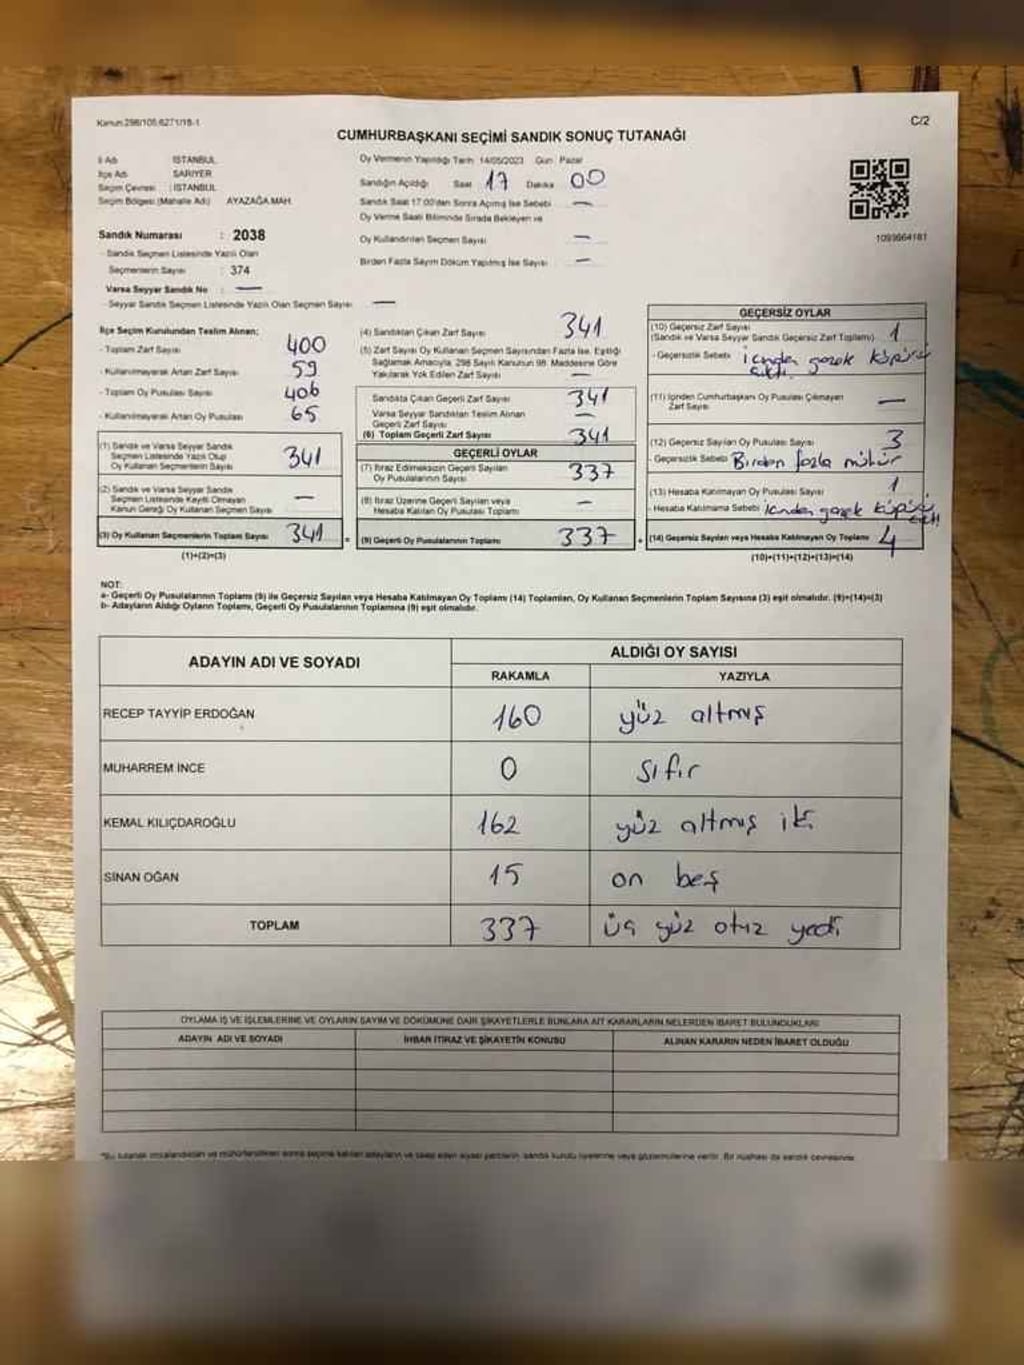 Kanun:298/105,6271/18-1
C/2
CUMHURBAŞKANI SEÇİMİ SANDIK SONUÇ TUTANAĞI
İl Adı İSTANBUL
İlçe Adı SARIYER
Seçim Çevresi : İSTANBUL
Seçim Bölgesi (Mahalle Adı) AYAZAĞA MAH.
Sandık Numarası : 2038
- Sandık Seçmen Listesinde Yazılı Olan
Seçmenlerin Sayısı : 374
Varsa Seyyar Sandık No : —
- Seyyar Sandık Seçmen Listesinde Yazılı Olan Seçmen Sayısı —
Oy Vermenin Yapıldığı Tarih 14/05/2023 Gün Pazar
Sandığın Açıldığı Saat 17 Dakika 00
Sandık Saat 17:00'dan Sonra Açılmış İse Sebebi —
Oy Verme Saati Bitiminde Sırada Bekleyen ve
Oy Kullandırılan Seçmen Sayısı —
Birden Fazla Sayım Döküm Yapılmış İse Sayısı —
1093664181
İlçe Seçim Kurulundan Teslim Alınan;
- Toplam Zarf Sayısı 400
- Kullanılmayarak Artan Zarf Sayısı 59
- Toplam Oy Pusulası Sayısı 406
- Kullanılmayarak Artan Oy Pusulası 65
(1) Sandık ve Varsa Seyyar Sandık
Seçmen Listesinde Yazılı Olup
Oy Kullanan Seçmenlerin Sayısı 341
(2) Sandık ve Varsa Seyyar Sandık
Seçmen Listesinde Kayıtlı Olmayan
Kanun Gereği Oy Kullanan Seçmen Sayısı —
(3) Oy Kullanan Seçmenlerin Toplam Sayısı 341 =
(1)+(2)=(3)
(4) Sandıktan Çıkan Zarf Sayısı 341
(5) Zarf Sayısı Oy Kullanan Seçmen Sayısından Fazla İse, Eşitliği
Sağlamak Amacıyla, 298 Sayılı Kanunun 98. Maddesine Göre
Yakılarak Yok Edilen Zarf Sayısı —
Sandıkta Çıkan Geçerli Zarf Sayısı 341
Varsa Seyyar Sandıktan Teslim Alınan
Geçerli Zarf Sayısı —
(6) Toplam Geçerli Zarf Sayısı 341
GEÇERLİ OYLAR
(7) İtiraz Edilmeksizin Geçerli Sayılan
Oy Pusulalarının Sayısı 337
(8) İtiraz Üzerine Geçerli Sayılan veya
Hesaba Katılan Oy Pusulası Toplamı —
(9) Geçerli Oy Pusulalarının Toplamı 337 +
GEÇERSİZ OYLAR
(10) Geçersiz Zarf Sayısı
(Sandık ve Varsa Seyyar Sandık Geçersiz Zarf Toplamı) 1
- Geçersizlik Sebebi içinden gözek
çıktı
(11) İçinden Cumhurbaşkanı Oy Pusulası Çıkmayan
Zarf Sayısı —
(12) Geçersiz Sayılan Oy Pusulası Sayısı 3
- Geçersizlik Sebebi Birden fazla mühür
(13) Hesaba Katılmayan Oy Pusulası Sayısı 1
- Hesaba Katılmama Sebebi içinden
çıktı
(14) Geçersiz Sayılan veya Hesaba Katılmayan Oy Toplamı 4
(10)+(11)+(12)+(13)=(14)
NOT:
a- Geçerli Oy Pusulalarının Toplamı (9) ile Geçersiz Sayılan veya Hesaba Katılmayan Oy Toplamı (14) Toplamları, Oy Kullanan Seçmenlerin Toplam Sayısına (3) eşit olmalıdır. (9)+(14)=(3)
b- Adayların Aldığı Oyların Toplamı, Geçerli Oy Pusulalarının Toplamına (9) eşit olmalıdır.
ADAYIN ADI VE SOYADI
ALDIĞI OY SAYISI
RAKAMLA YAZIYLA
RECEP TAYYİP ERDOĞAN 160 yüz altmış
MUHARREM İNCE 0 sıfır
KEMAL KILIÇDAROĞLU 162 yüz altmış iki
SİNAN OĞAN 15 on beş
TOPLAM 337 üç yüz otuz yedi
OYLAMA İŞ VE İŞLEMLERİNE VE OYLARIN SAYIM VE DÖKÜMÜNE DAİR ŞİKAYETLERLE BUNLARA AİT KARARLARIN NELERDEN İBARET BULUNDUKLARI
ADAYIN ADI VE SOYADI İHBAR İTİRAZ VE ŞİKAYETİN KONUSU ALINAN KARARIN NEDEN İBARET OLDUĞU
*Bu tutanak imzalandıktan ve mühürlendikten sonra seçime katılan adayların ve talep eden siyasi partilerin sandık kurulu üyelerine veya gözlemcilerine verilir. Bir nüshası da sandık çevresinde